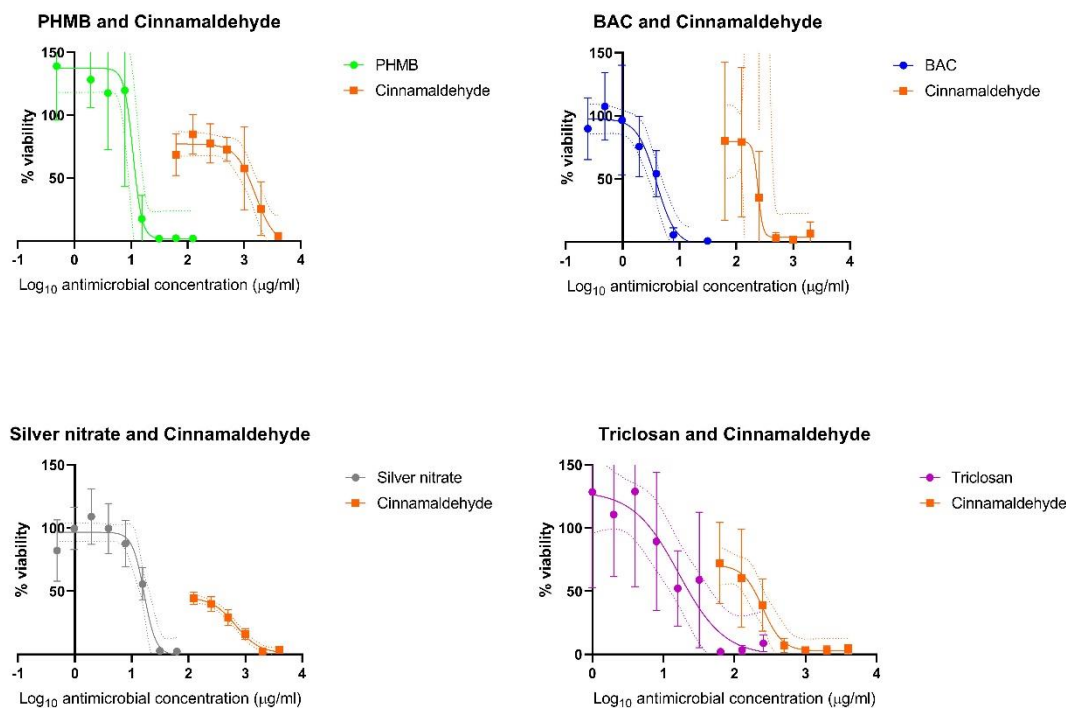 PHMB and Cinnamaldehyde
150
100
50
% viability
-1
0
1
2
3
4
Log₁₀ antimicrobial concentration (μg/ml)
PHMB
Cinnamaldehyde
BAC and Cinnamaldehyde
150
100
50
% viability
-1
0
1
2
3
4
Log₁₀ antimicrobial concentration (μg/ml)
BAC
Cinnamaldehyde
Silver nitrate and Cinnamaldehyde
150
100
50
% viability
-1
0
1
2
3
4
Log₁₀ antimicrobial concentration (μg/ml)
Silver nitrate
Cinnamaldehyde
Triclosan and Cinnamaldehyde
150
100
50
0
% viability
0
1
2
3
4
Log₁₀ antimicrobial concentration (μg/ml)
Triclosan
Cinnamaldehyde